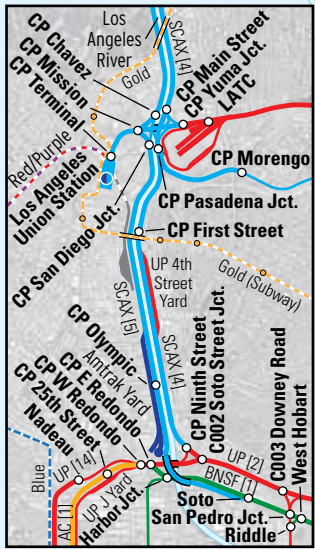 Los
Angeles
River
SCAX [4]
Gold
CP Chavez
CP Mission
CP Terminal
CP Main Street
CP Yuma Jct.
LATC
Red/Purple
Los Angeles
Union Station
CP Morengo
CP Pasadena Jct.
CP San Diego Jct.
CP First Street
UP 4th
Street
Yard
Gold (Subway)
SCAX [5]
SCAX [4]
CP Olympic
Amtrak Yard
CP E Redondo
CP W Redondo
CP 25th Street
Nadeau
CP Ninth Street
C002 Soto Street Jct.
C003 Downey Road
West Hobart
UP [14]
UP [2]
BNSF [1]
Blue
AC [1]
UP J Yard
Harbor Jct.
Soto
San Pedro Jct.
Riddle